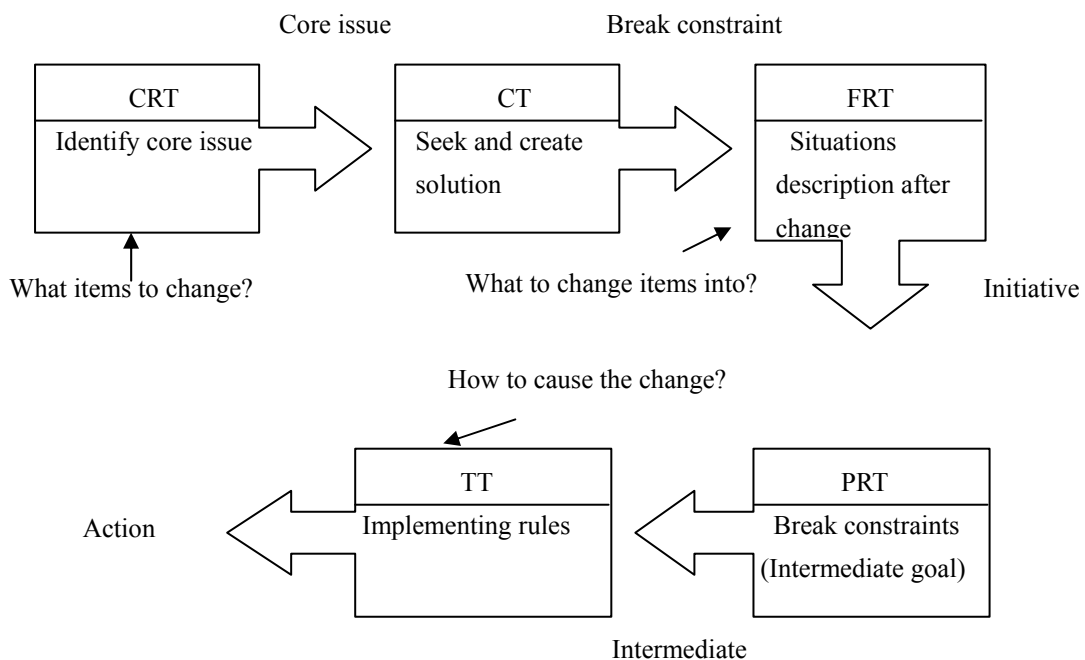 Core issue
Break constraint
CRT
Identify core issue
CT
Seek and create
solution
FRT
Situations
description after
change
What items to change?
What to change items into?
Initiative
How to cause the change?
TT
Implementing rules
PRT
Break constraints
(Intermediate goal)
Action
Intermediate